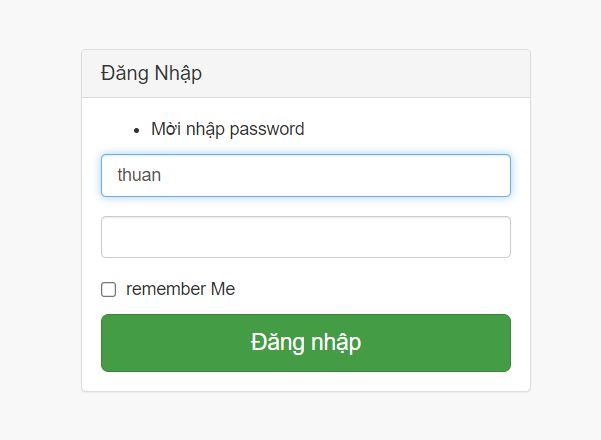 Đăng Nhập
Mời nhập password
thuan
remember Me
Đăng nhập